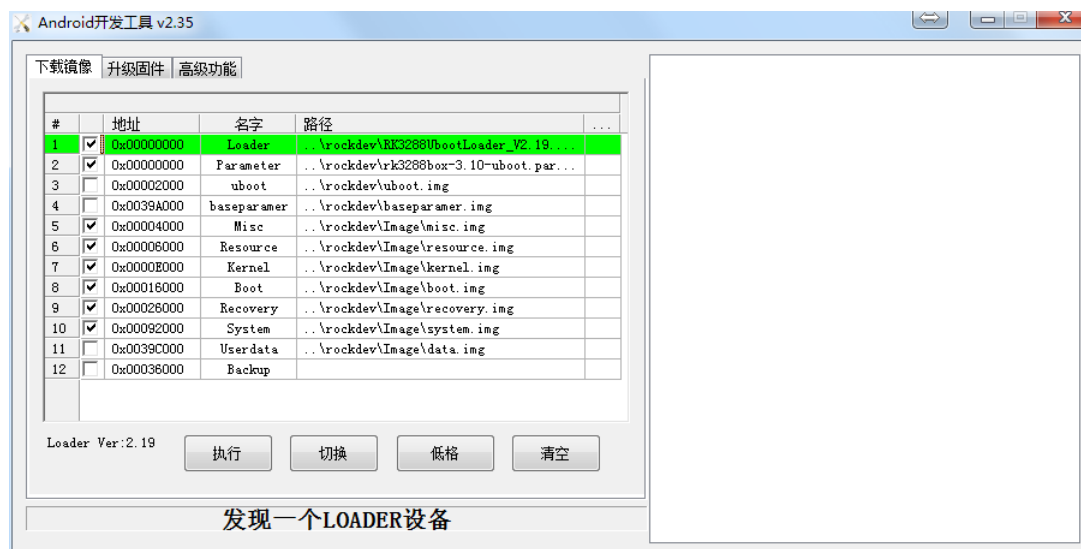 Android开发工具 v2.35
下载镜像 升级固件 高级功能
# 地址 名字 路径 ...
1 0x00000000 Loader ..\rockdev\RK3288UbootLoader_V2.19....
2 0x00000000 Parameter ..\rockdev\rk3288box-3.10-uboot.par...
3 0x00002000 uboot ..\rockdev\uboot.img
4 0x0039A000 baseparamer ..\rockdev\baseparamer.img
5 0x00004000 Misc ..\rockdev\Image\misc.img
6 0x00006000 Resource ..\rockdev\Image\resource.img
7 0x0000E000 Kernel ..\rockdev\Image\kernel.img
8 0x00016000 Boot ..\rockdev\Image\boot.img
9 0x00026000 Recovery ..\rockdev\Image\recovery.img
10 0x00092000 System ..\rockdev\Image\system.img
11 0x0039C000 Userdata ..\rockdev\Image\data.img
12 0x00036000 Backup
Loader Ver:2.19 执行 切换 低格 清空
发现一个LOADER设备